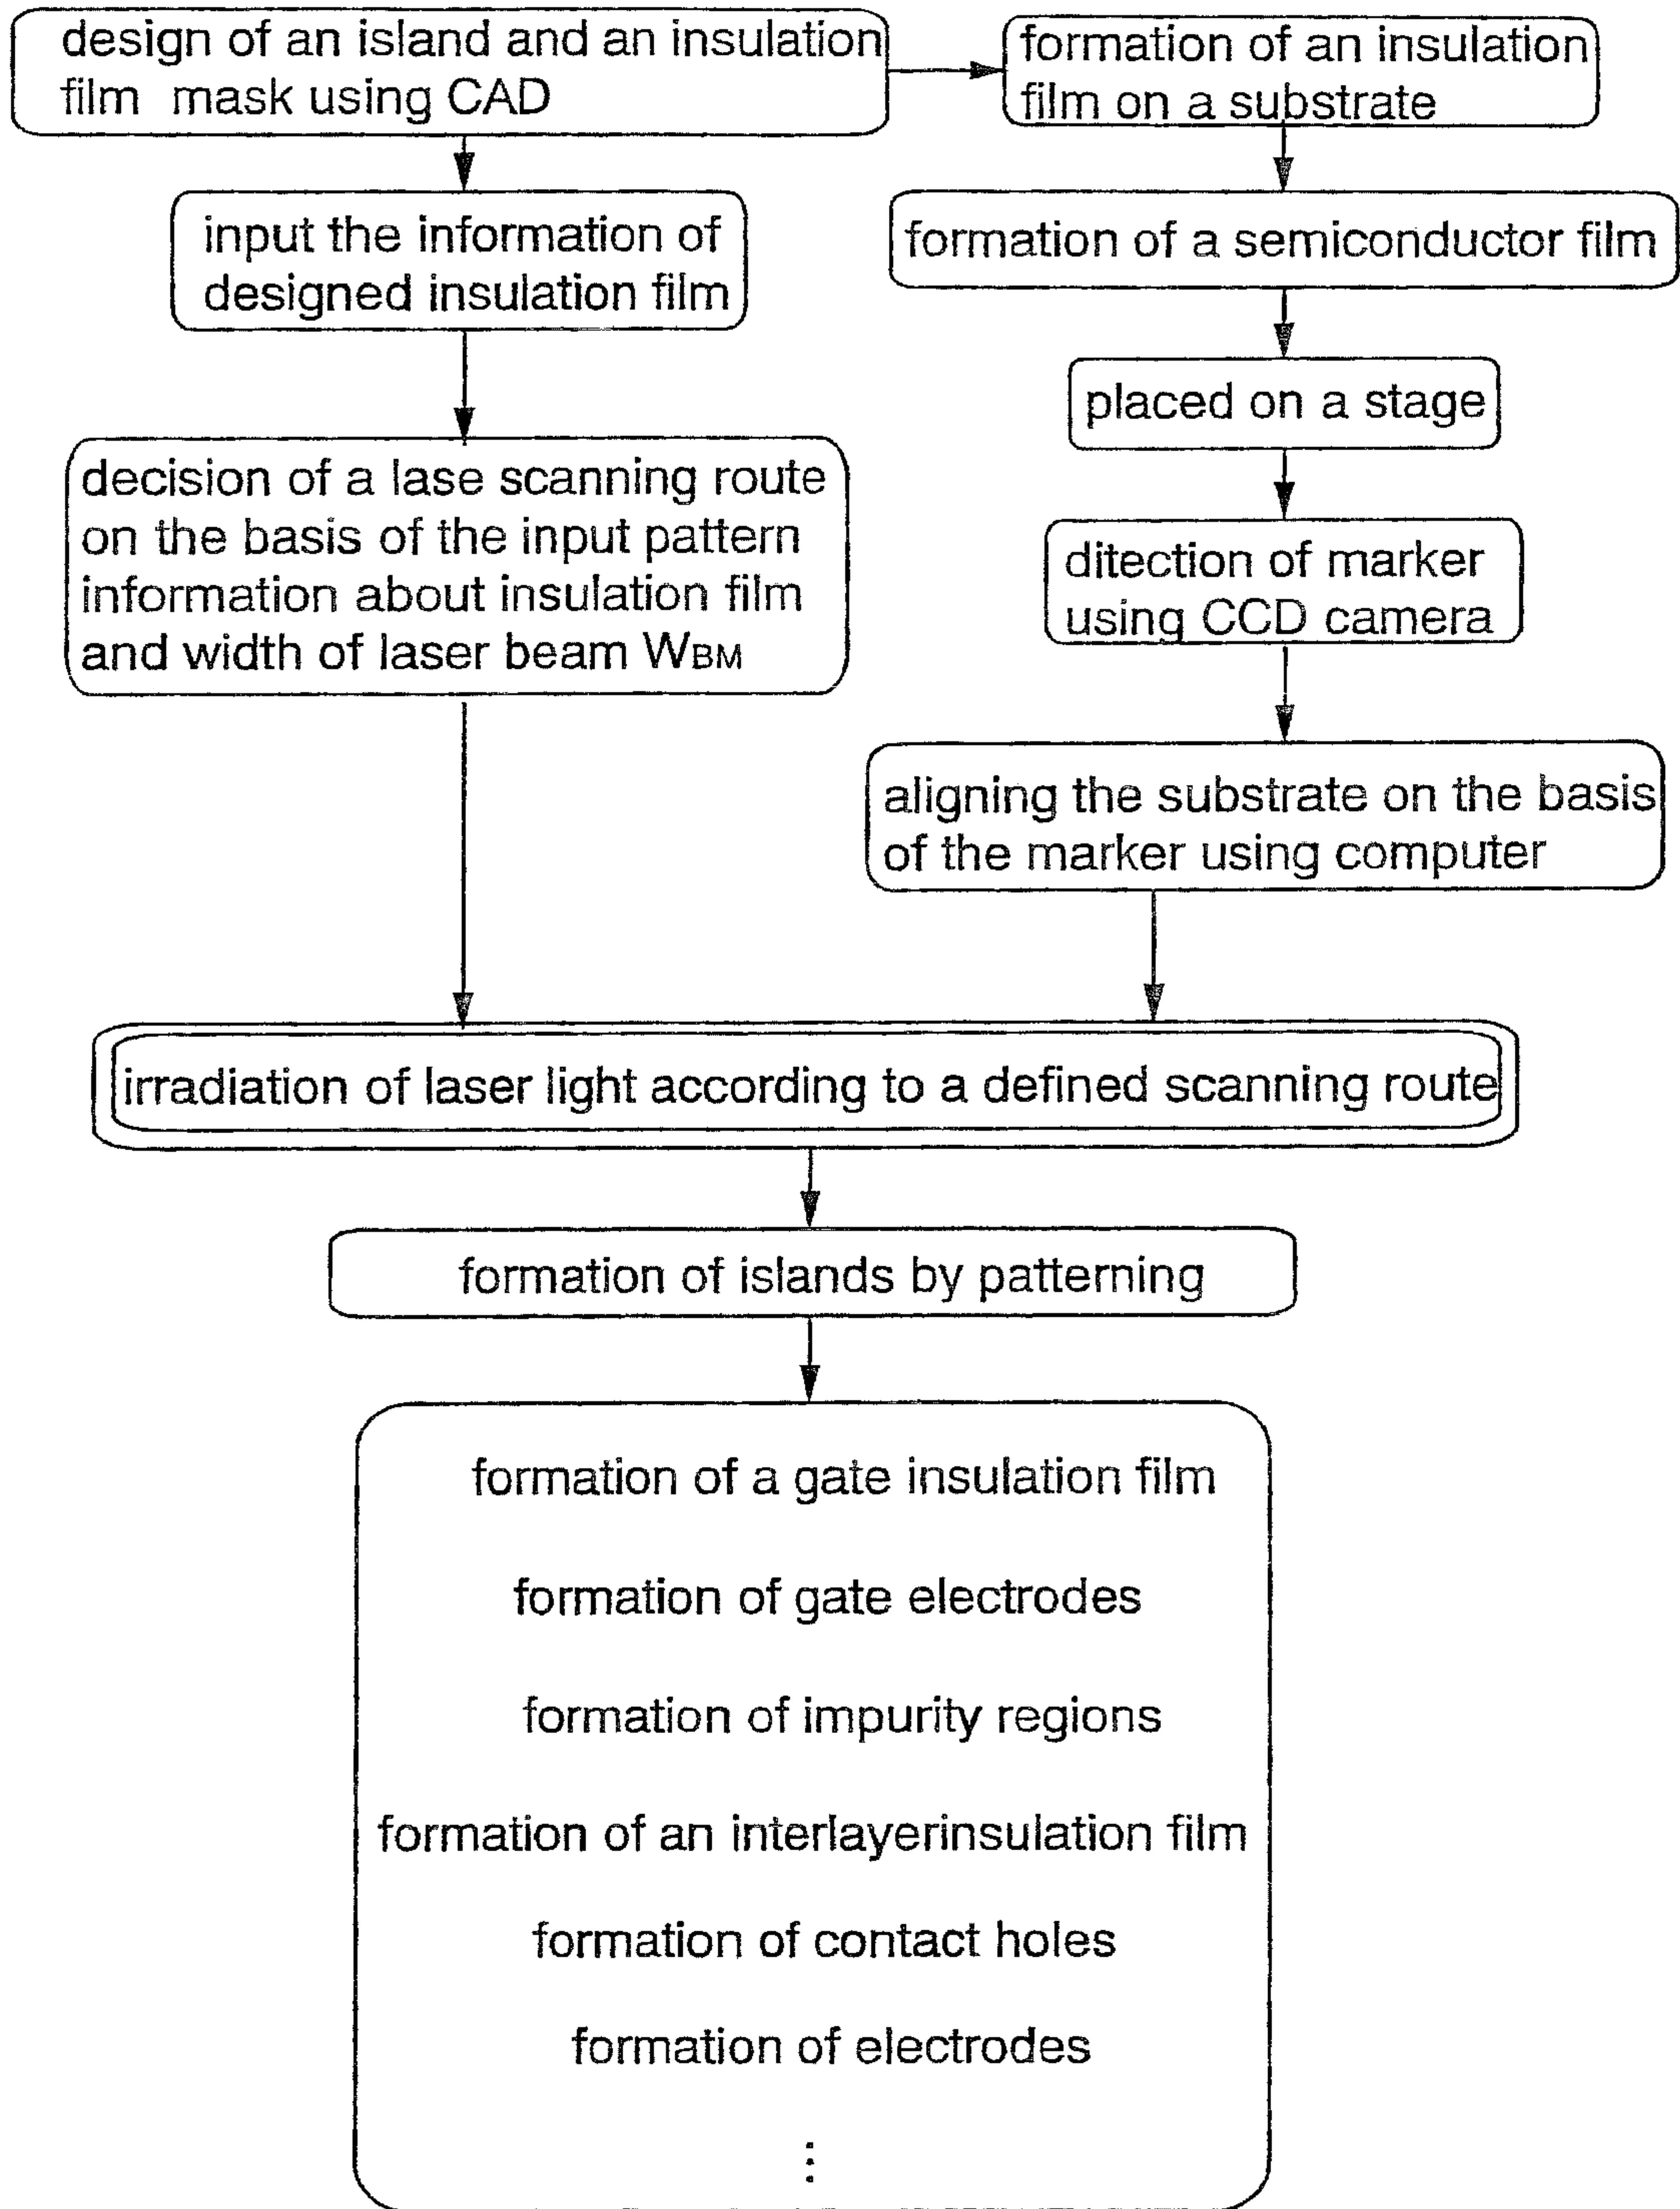 design of an island and an insulation
film mask using CAD
formation of an insulation
film on a substrate
input the information of
designed insulation film
formation of a semiconductor film
placed on a stage
decision of a lase scanning route
on the basis of the input pattern
information about insulation film
and width of laser beam WBM
ditection of marker
using CCD camera
aligning the substrate on the basis
of the marker using computer
irradiation of laser light according to a defined scanning route
formation of islands by patterning
formation of a gate insulation film
formation of gate electrodes
formation of impurity regions
formation of an interlayerinsulation film
formation of contact holes
formation of electrodes
⋮